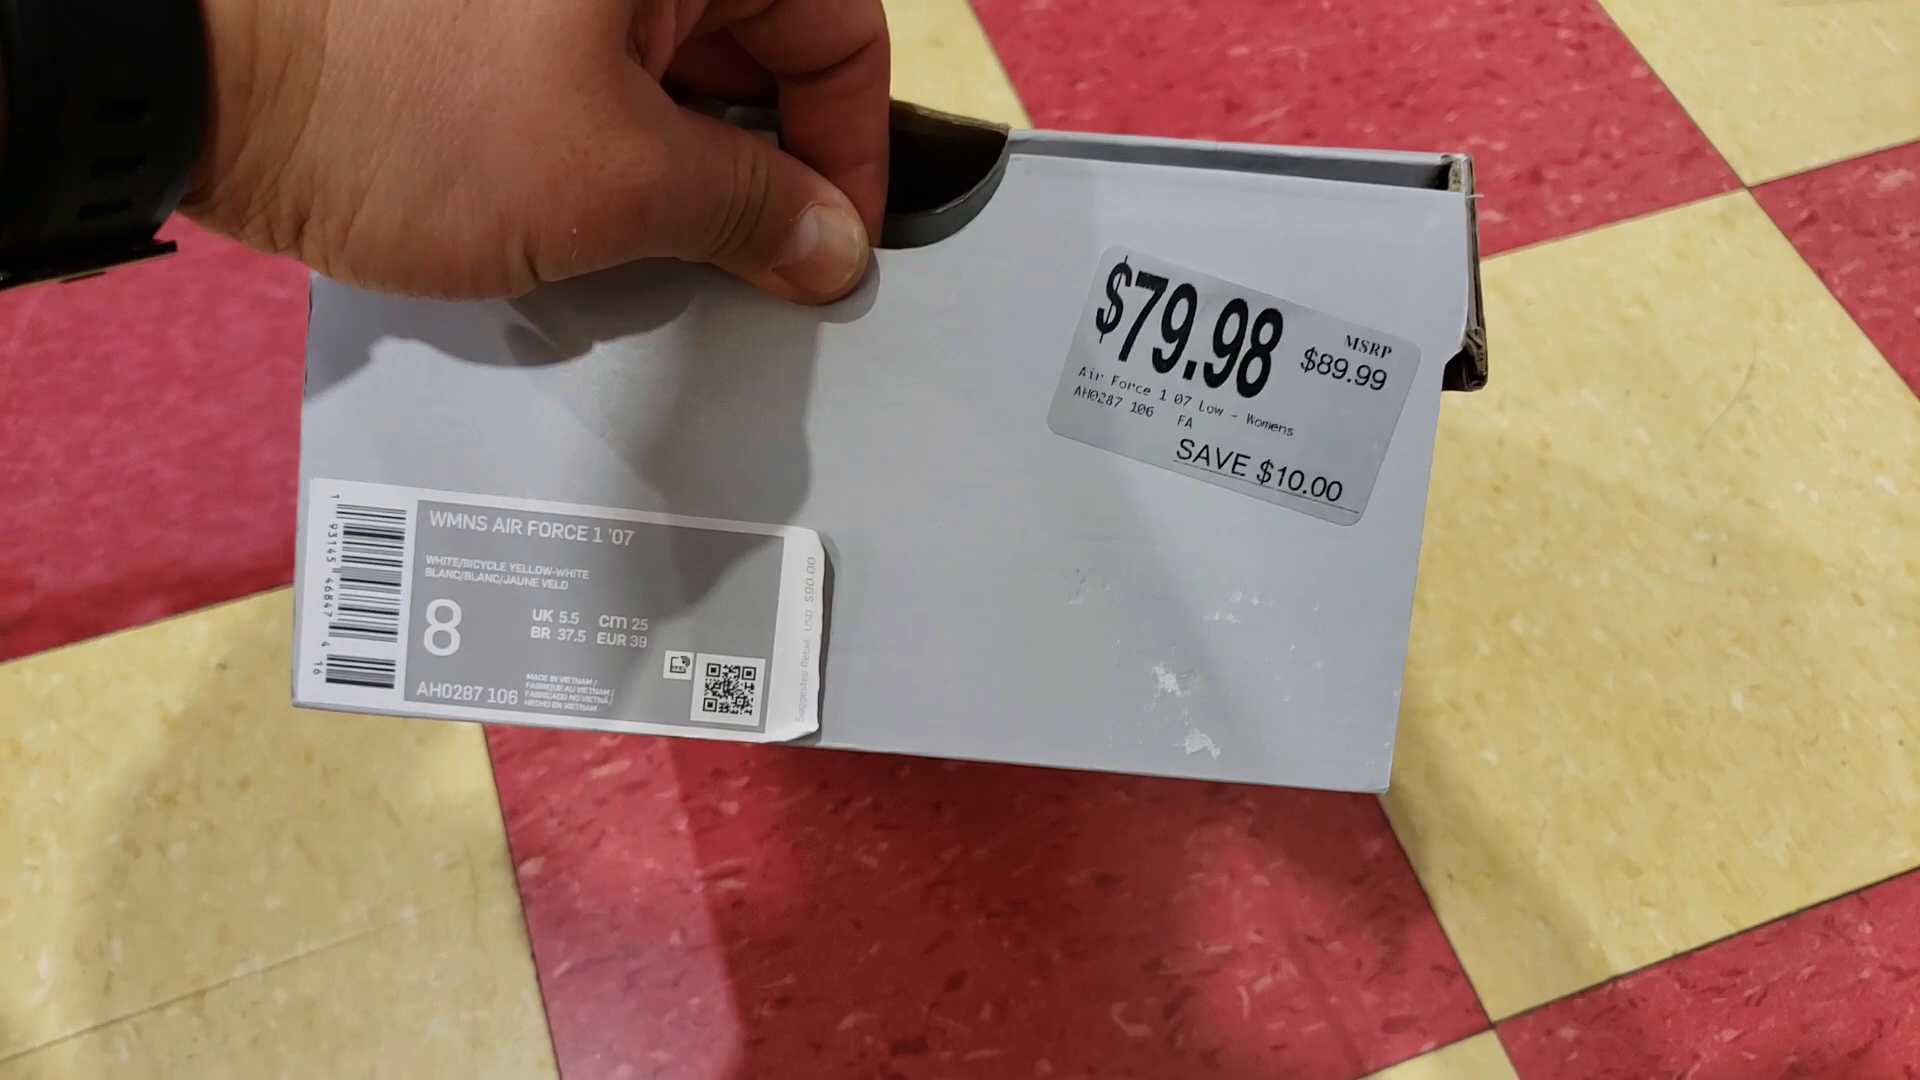 $79.98
MSRP
$89.99
Air Force 1 07 Low - Womens
AH0287 106 FA
SAVE $10.00
WMNS AIR FORCE 1 '07
WHITE/BICYCLE YELLOW-WHITE
BLANC/BLANC/JAUNE VELO
8
UK 5.5 cm 25
BR 37.5 EUR 39
AH0287 106
MADE IN VIETNAM /
FABRIQUE AU VIETNAM /
FABRICADO NO VIETNÃ /
HECHO EN VIETNAM
1 93145 46847 4
16
Suggested Retail: USD $90.00